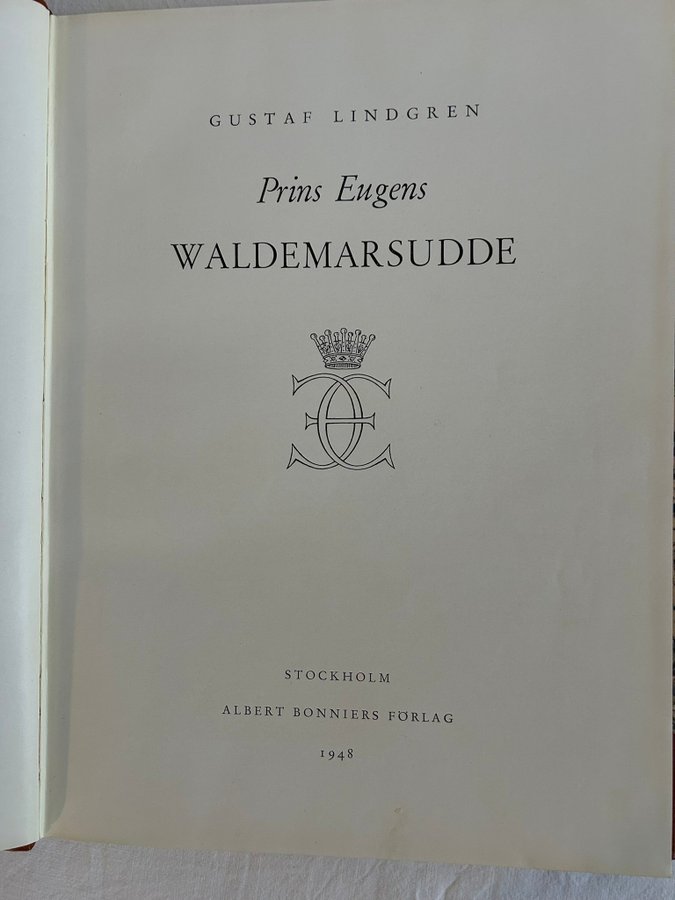 GUSTAF LINDGREN
Prins Eugens
WALDEMARSUDDE
STOCKHOLM
ALBERT BONNIERS FÖRLAG
1948